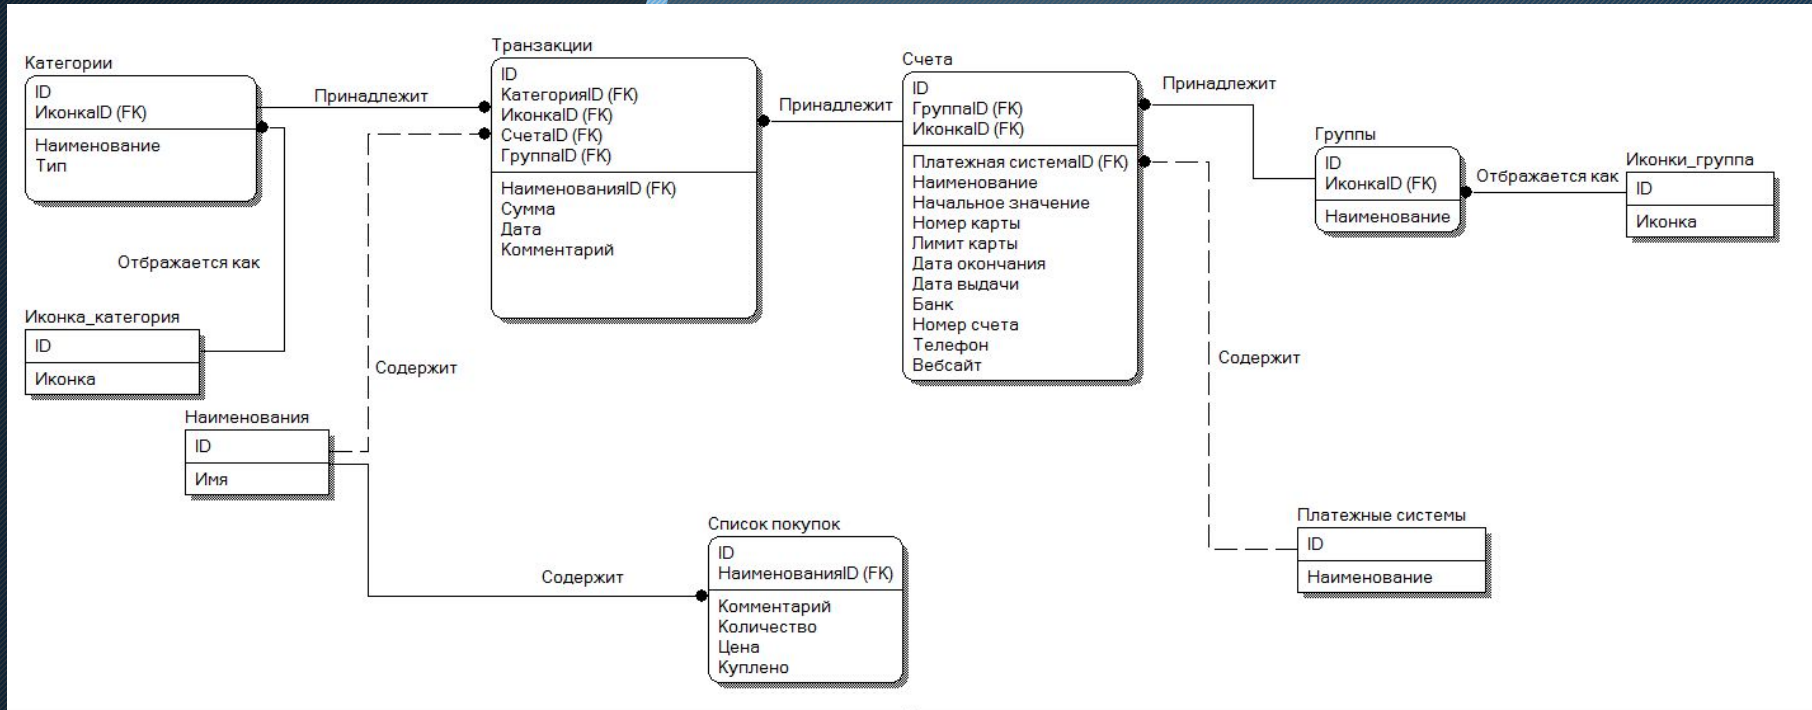 Категории
ID
ИконкаID (FK)
Наименование
Тип
Принадлежит
Транзакции
ID
КатегорияID (FK)
ИконкаID (FK)
СчетаID (FK)
ГруппаID (FK)
НаименованияID (FK)
Сумма
Дата
Комментарий
Принадлежит
Счета
ID
ГруппаID (FK)
ИконкаID (FK)
Платежная системаID (FK)
Наименование
Начальное значение
Номер карты
Лимит карты
Дата окончания
Дата выдачи
Банк
Номер счета
Телефон
Вебсайт
Принадлежит
Группы
ID
ИконкаID (FK)
Наименование
Отбражается как
Иконки_группа
ID
Иконка
Отбражается как
Иконка_категория
ID
Иконка
Содержит
Содержит
Наименования
ID
Имя
Содержит
Список покупок
ID
НаименованияID (FK)
Комментарий
Количество
Цена
Куплено
Платежные системы
ID
Наименование